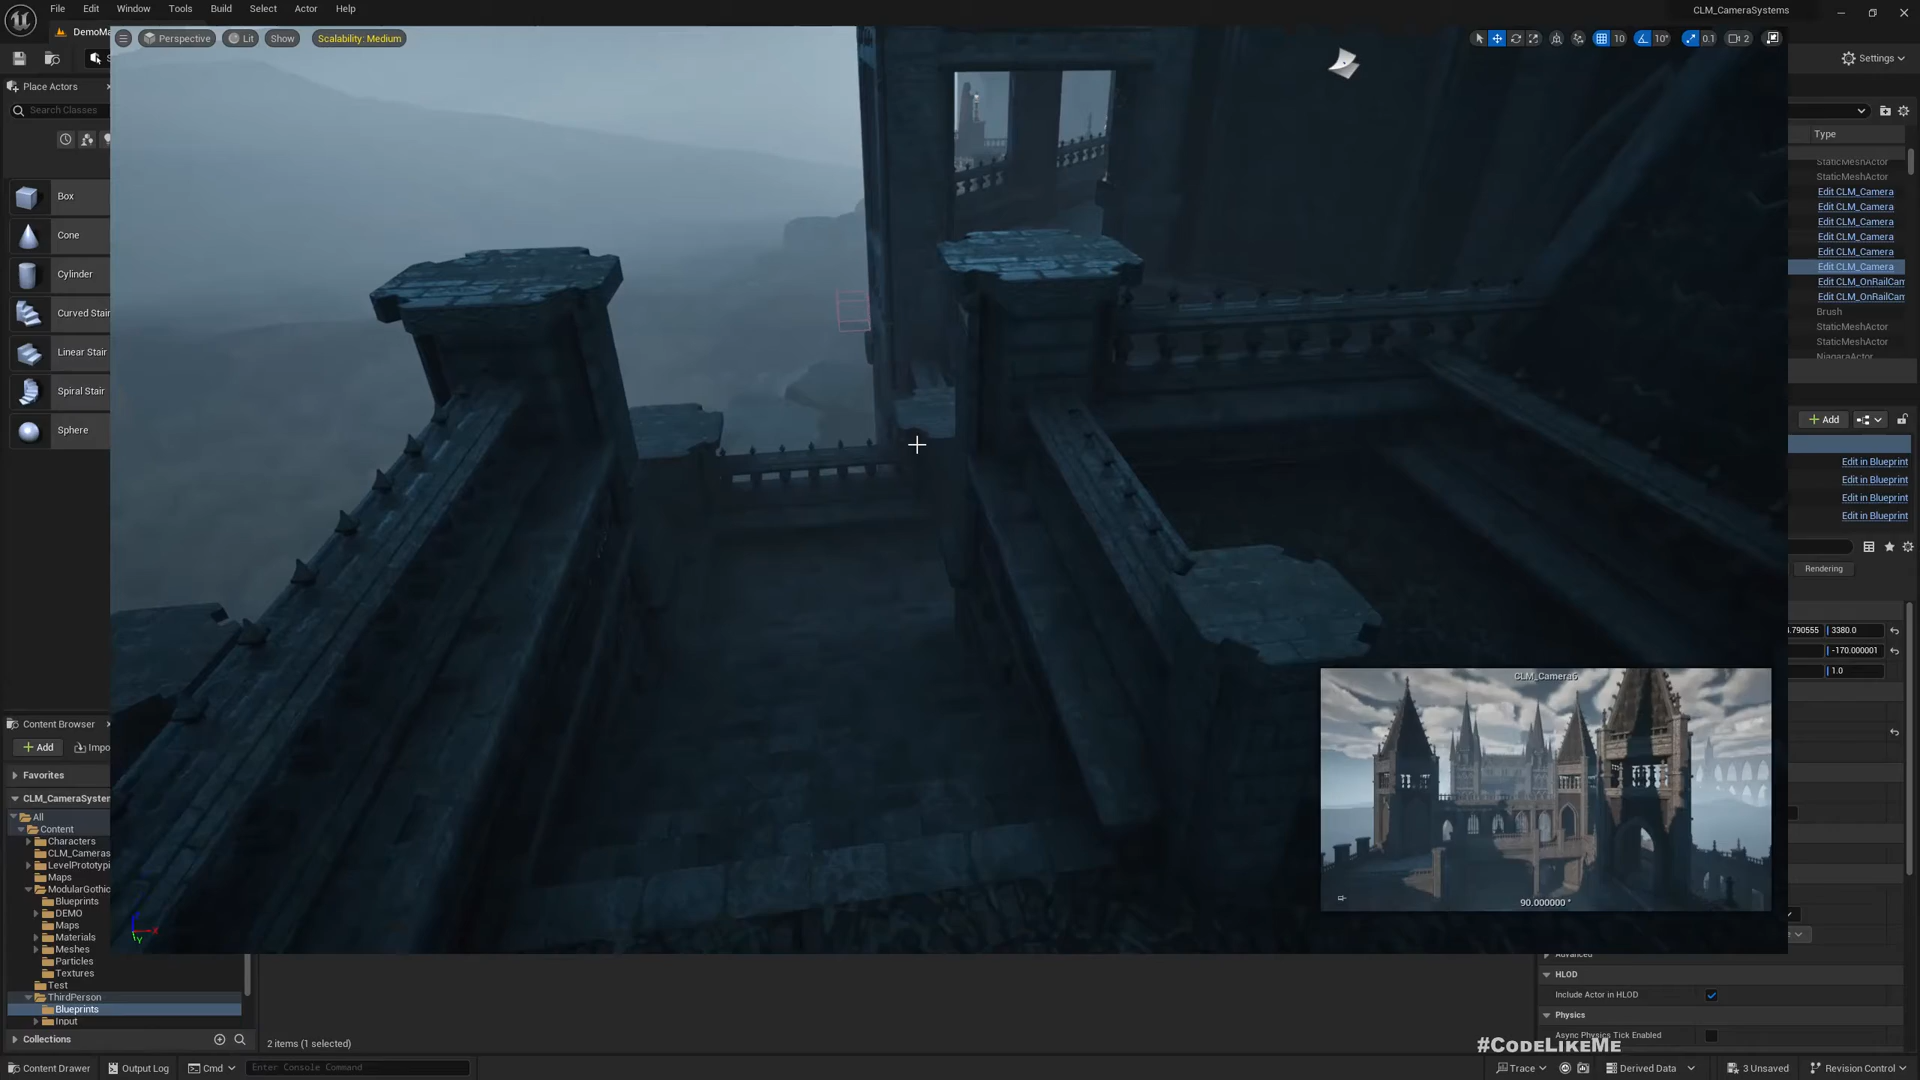 File Edit Window Tools Build Select Actor Help
CLM_CameraSystems
DemoMa
Perspective
Lit
Show
Scalability: Medium
10
10°
0.1
2
Settings
Place Actors
Search Classes
Type
StaticMeshActor
StaticMeshActor
Edit CLM_Camera
Edit CLM_Camera
Edit CLM_Camera
Edit CLM_Camera
Edit CLM_Camera
Edit CLM_Camera
Edit CLM_OnRailCam
Edit CLM_OnRailCam
Brush
StaticMeshActor
StaticMeshActor
NiagaraActor
Box
Cone
Cylinder
Curved Stair
Linear Stair
Spiral Stair
Sphere
Add
Edit in Blueprint
Edit in Blueprint
Edit in Blueprint
Edit in Blueprint
Rendering
.790555 3380.0
-170.000001
1.0
CLM_Camera6
90.000000 °
Content Browser
Add Impo
Favorites
CLM_CameraSystem
All
Content
Characters
CLM_Cameras
LevelPrototypi
Maps
ModularGothic
Blueprints
DEMO
Maps
Materials
Meshes
Particles
Textures
Test
ThirdPerson
Blueprints
Input
Collections
2 items (1 selected)
Advanced
HLOD
Include Actor in HLOD
Physics
Async Physics Tick Enabled
#CodeLikeMe
Content Drawer
Output Log
Cmd
Enter Console Command
Trace
Derived Data
3 Unsaved
Revision Control